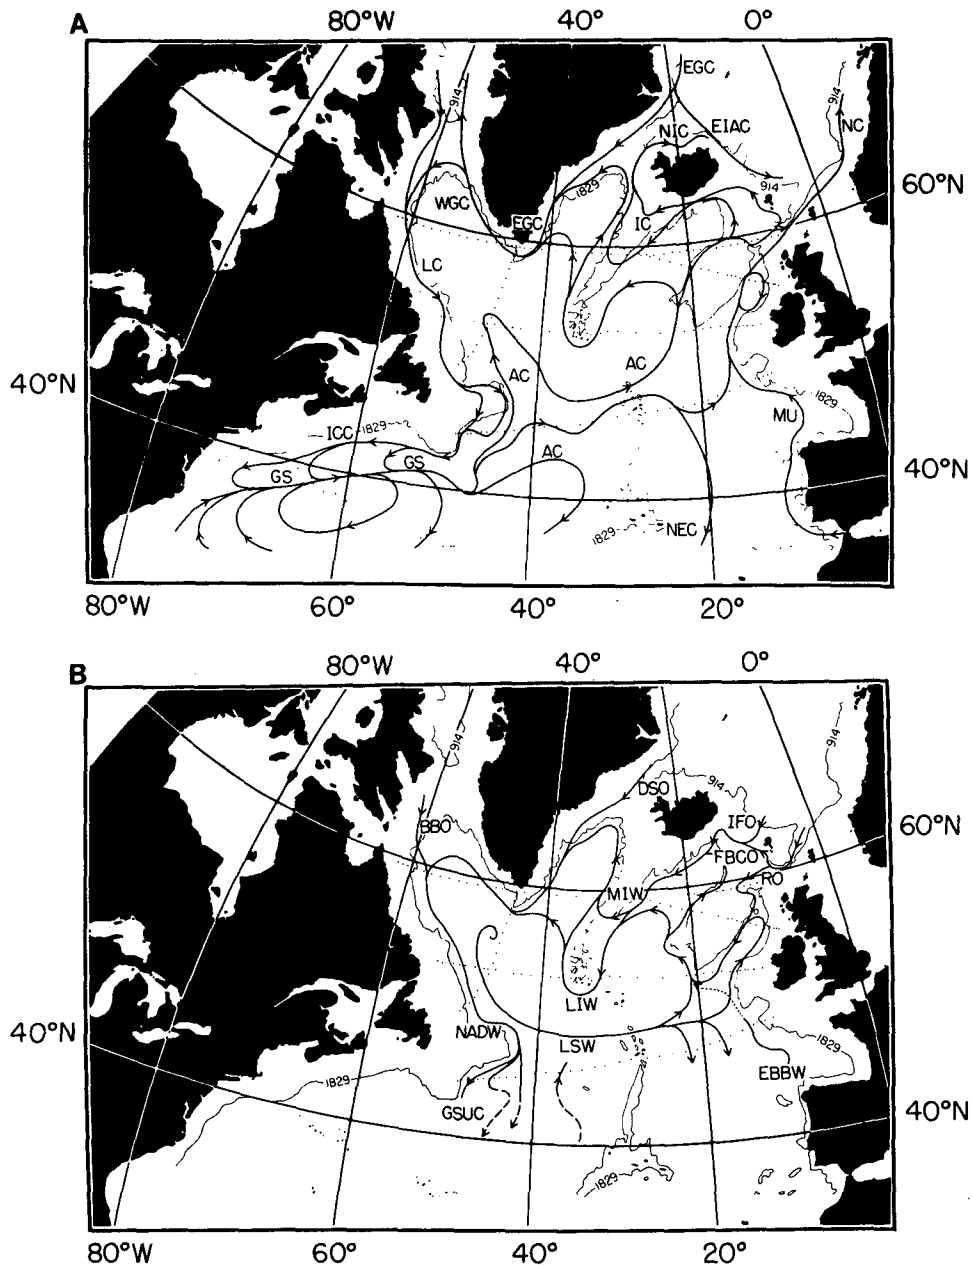 A
80°W 40° 0°
EGC
914
914
NC
NIC
EIAC
60°N
1829
914
WGC
EGC
IC
LC
40°N
AC
AC
1829
MU
ICC
1829
AC
GS
GS
40°N
1829
NEC
80°W 60° 40° 20°
B
80°W 40° 0°
914
914
914
DSO
BBO
IFO
60°N
FBCO
RO
MIW
LIW
40°N
NADW
LSW
1829
EBBW
1829
GSUC
40°N
1829
80°W 60° 40° 20°